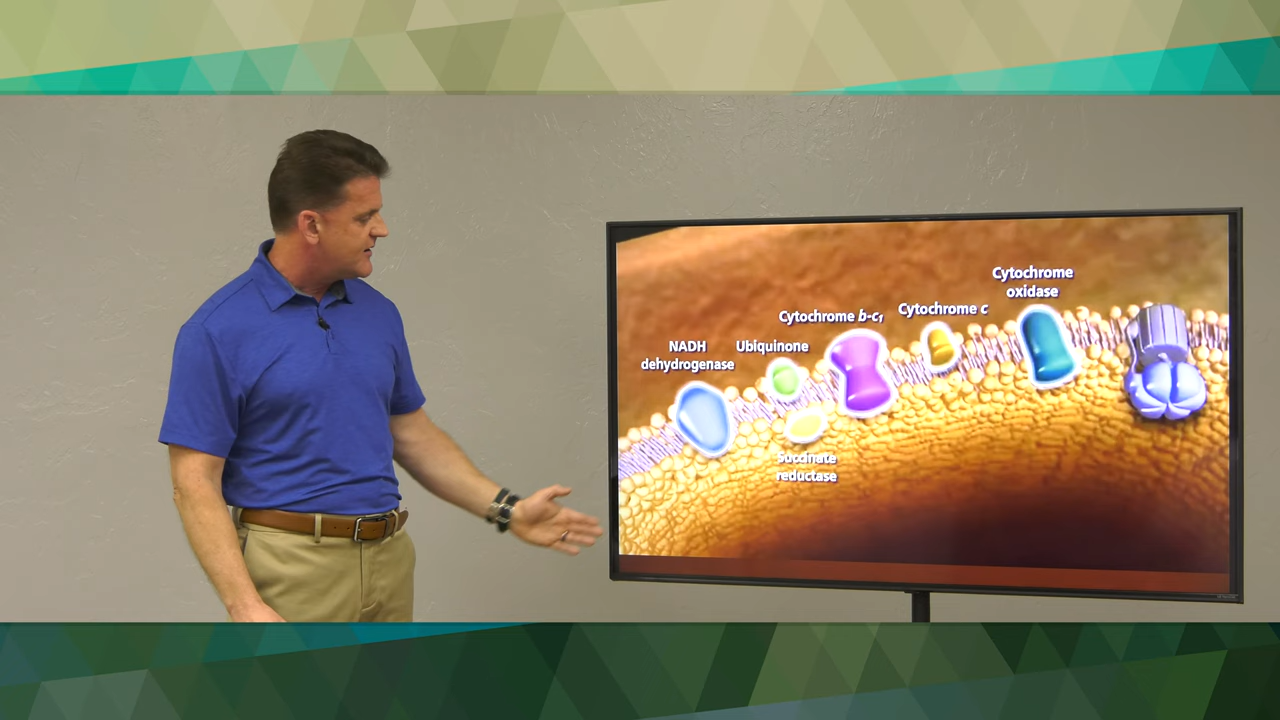 Cytochrome
oxidase
Cytochrome b-c₁
Cytochrome c
NADH
dehydrogenase
Ubiquinone
Succinate
reductase